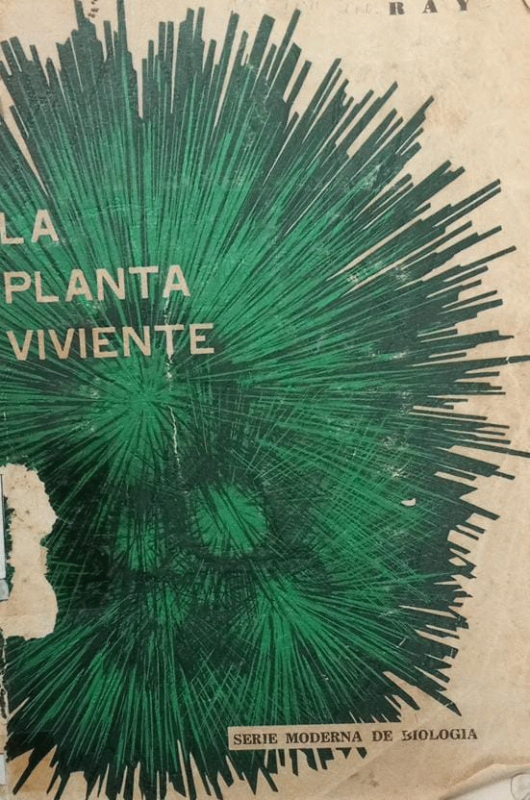 RAY
LA
PLANTA
VIVIENTE
SERIE MODERNA DE BIOLOGIA